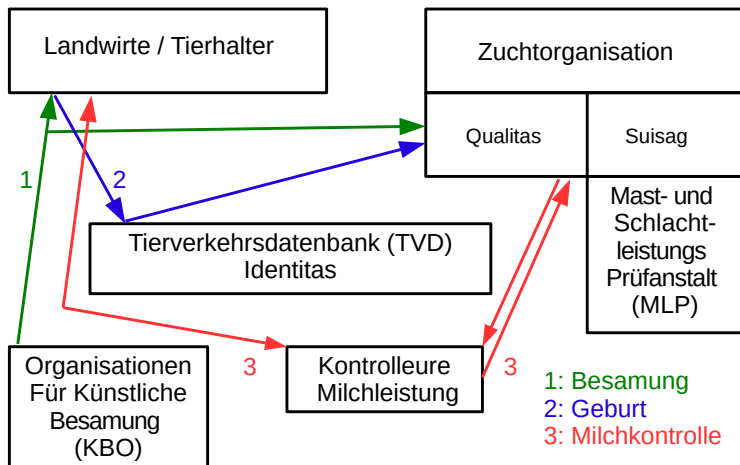 Landwirte / Tierhalter
Zuchtorganisation
Qualitas
Suisag
1
2
Mast- und
Schlacht-
leistungs
Prüfanstalt
(MLP)
Tierverkehrsdatenbank (TVD)
Identitas
Organisationen
Für Künstliche
Besamung
(KBO)
3
Kontrolleure
Milchleistung
3
1: Besamung
2: Geburt
3: Milchkontrolle